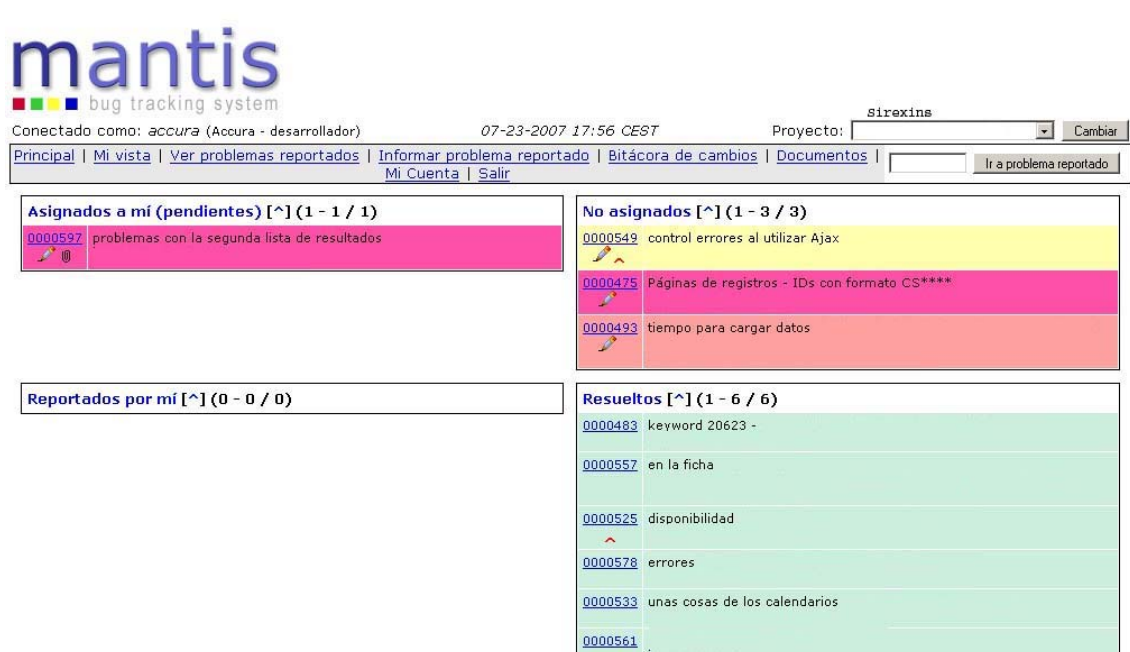 mantis
bug tracking system
Sirexins
Conectado como: accura (Accura - desarrollador) 07-23-2007 17:56 CEST Proyecto: Cambiar
Principal | Mi vista | Ver problemas reportados | Informar problema reportado | Bitácora de cambios | Documentos |
Mi Cuenta | Salir
Ir a problema reportado
Asignados a mí (pendientes) [^] (1 - 1 / 1)
0000597 problemas con la segunda lista de resultados
No asignados [^] (1 - 3 / 3)
0000549 control errores al utilizar Ajax
0000475 Páginas de registros - IDs con formato CS****
0000493 tiempo para cargar datos
Reportados por mí [^] (0 - 0 / 0)
Resueltos [^] (1 - 6 / 6)
0000483 keyword 20623 -
0000557 en la ficha
0000525 disponibilidad
0000578 errores
0000533 unas cosas de los calendarios
0000561